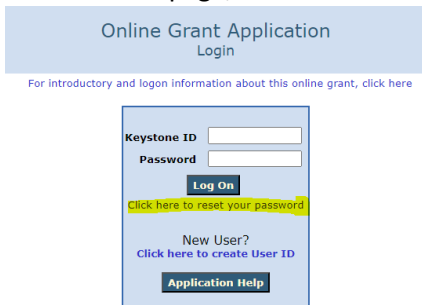 Online Grant Application
Login
For introductory and logon information about this online grant, click here
Keystone ID
Password
Log On
Click here to reset your password
New User?
Click here to create User ID
Application Help